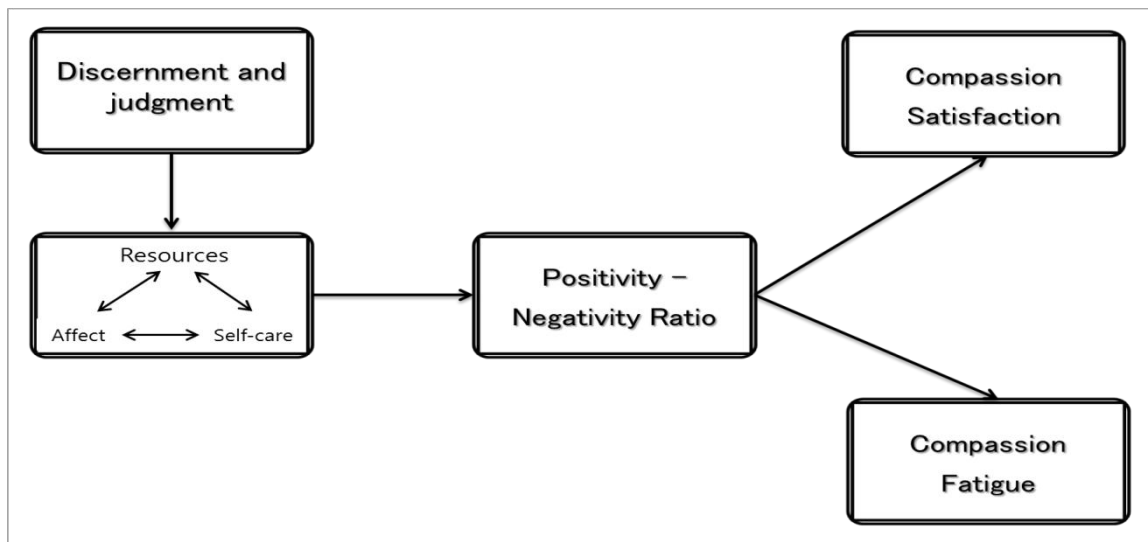 Discernment and
judgment
Resources
Affect
Self-care
Positivity –
Negativity Ratio
Compassion
Satisfaction
Compassion
Fatigue